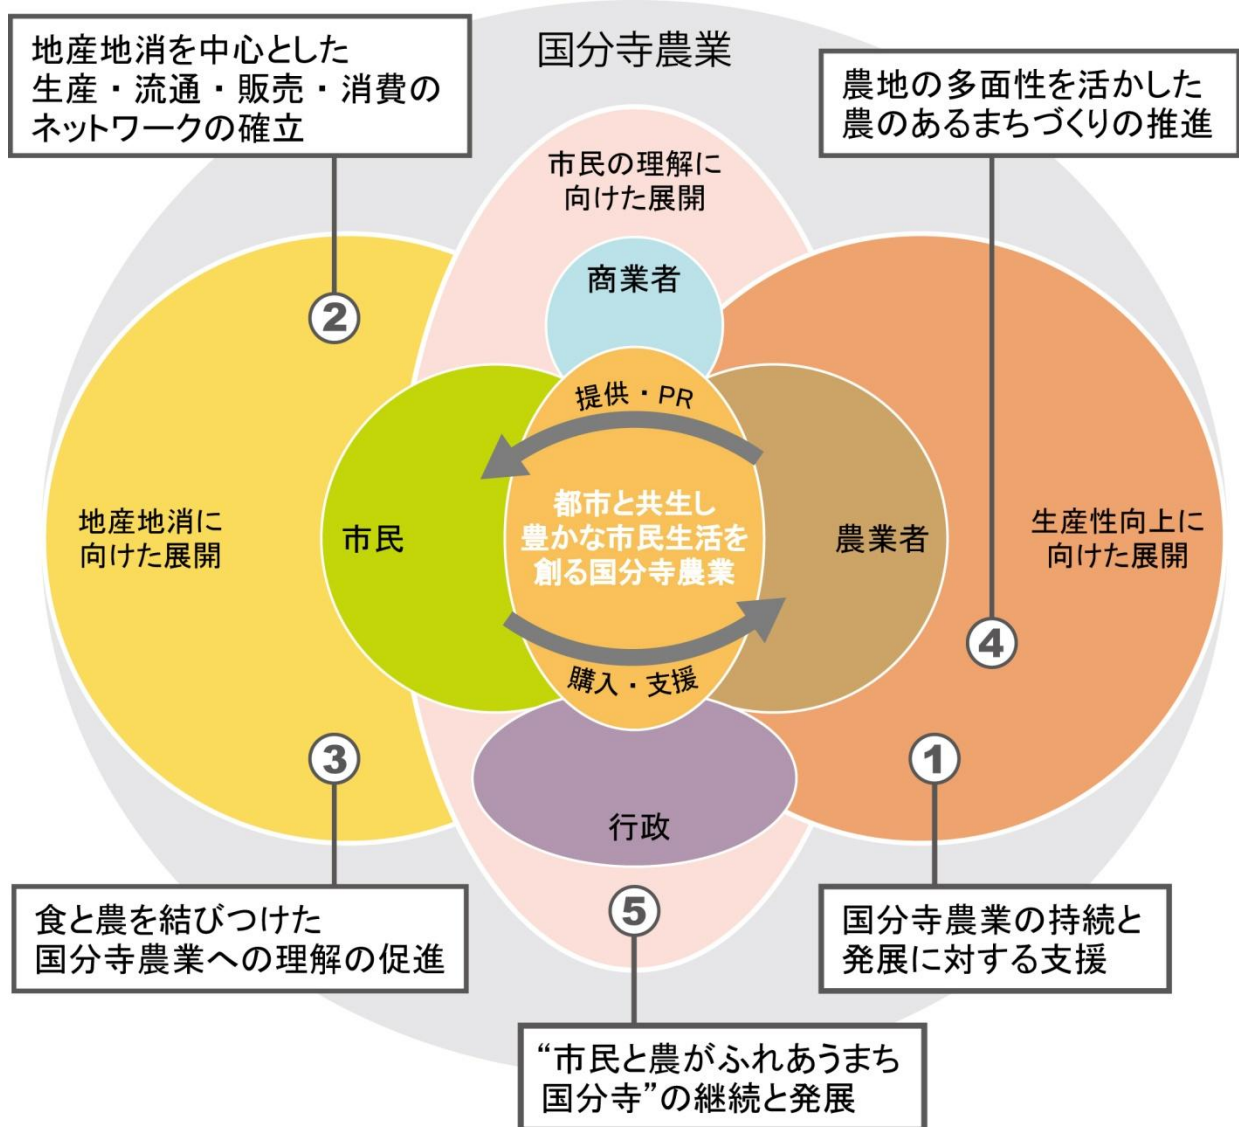 国分寺農業
地産地消を中心とした
生産・流通・販売・消費の
ネットワークの確立
農地の多面性を活かした
農のあるまちづくりの推進
市民の理解に
向けた展開
商業者
2
提供・PR
地産地消に
向けた展開
市民
都市と共生し
豊かな市民生活を
創る国分寺農業
農業者
生産性向上に
向けた展開
4
購入・支援
3
1
行政
5
食と農を結びつけた
国分寺農業への理解の促進
国分寺農業の持続と
発展に対する支援
“市民と農がふれあうまち
国分寺”の継続と発展